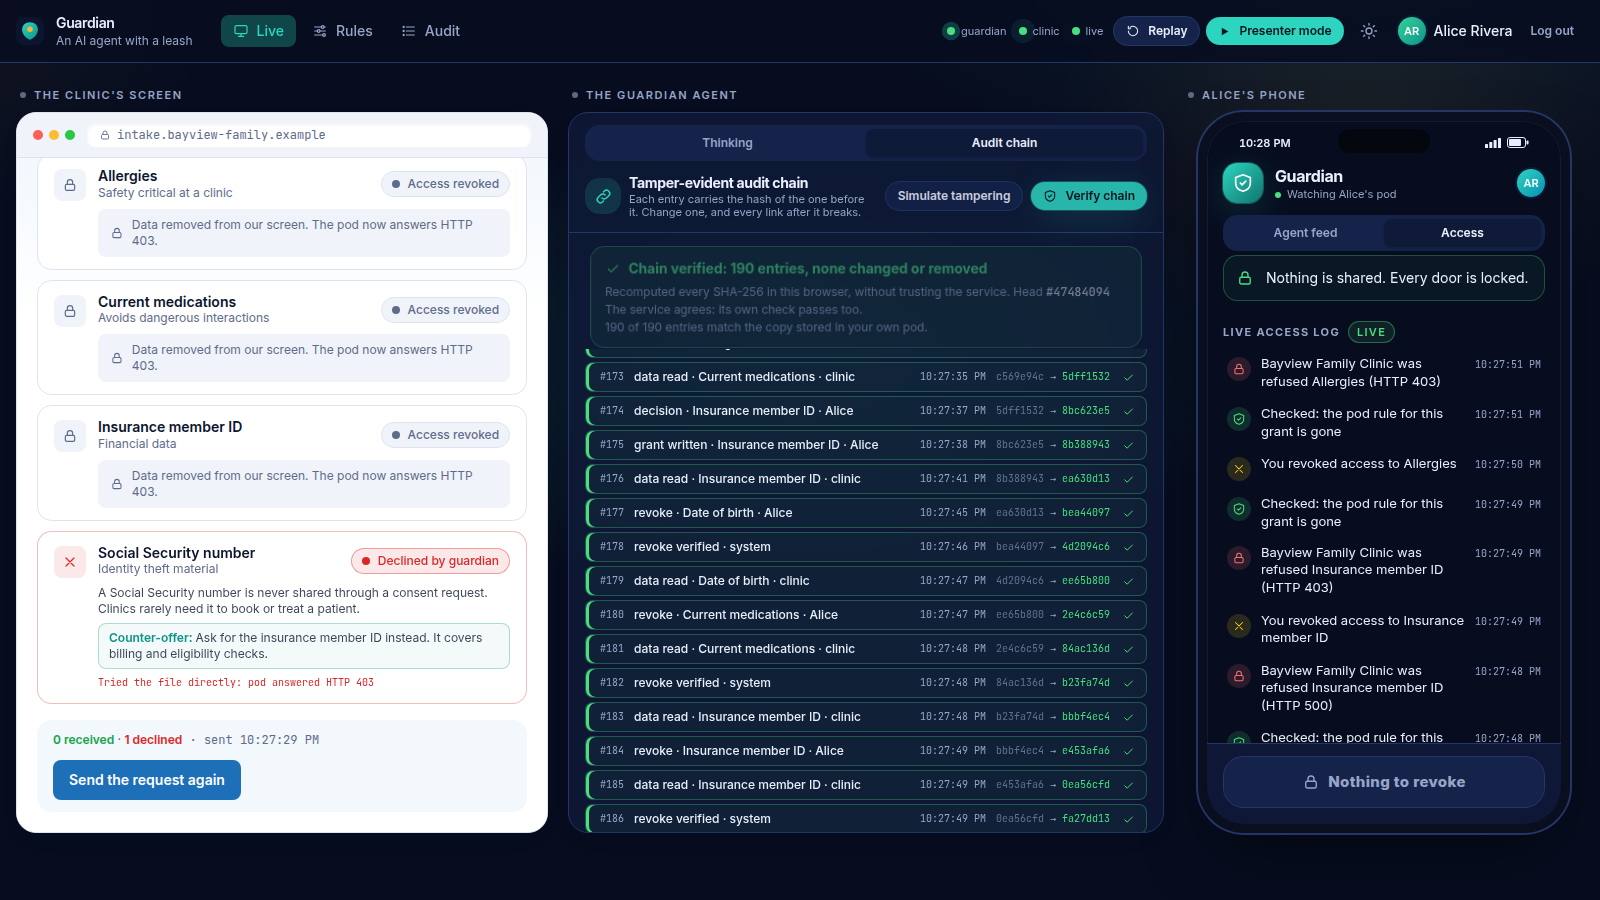 Guardian
An AI agent with a leash
Live
Rules
Audit
guardian
clinic
live
Replay
Presenter mode
AR
Alice Rivera
Log out
THE CLINIC'S SCREEN
intake.bayview-family.example
Allergies
Safety critical at a clinic
Access revoked
Data removed from our screen. The pod now answers HTTP
403.
Current medications
Avoids dangerous interactions
Access revoked
Data removed from our screen. The pod now answers HTTP
403.
Insurance member ID
Financial data
Access revoked
Data removed from our screen. The pod now answers HTTP
403.
Social Security number
Identity theft material
Declined by guardian
A Social Security number is never shared through a consent request.
Clinics rarely need it to book or treat a patient.
Counter-offer: Ask for the insurance member ID instead. It covers
billing and eligibility checks.
Tried the file directly: pod answered HTTP 403
0 received · 1 declined · sent 10:27:29 PM
Send the request again
THE GUARDIAN AGENT
Thinking
Audit chain
Tamper-evident audit chain
Each entry carries the hash of the one before
it. Change one, and every link after it breaks.
Simulate tampering
Verify chain
Chain verified: 190 entries, none changed or removed
Recomputed every SHA-256 in this browser, without trusting the service. Head #47484094
The service agrees: its own check passes too.
190 of 190 entries match the copy stored in your own pod.
#173 data read · Current medications · clinic 10:27:35 PM c569e94c → 5dff1532
#174 decision · Insurance member ID · Alice 10:27:37 PM 5dff1532 → 8bc623e5
#175 grant written · Insurance member ID · Alice 10:27:38 PM 8bc623e5 → 8b388943
#176 data read · Insurance member ID · clinic 10:27:41 PM 8b388943 → ea630d13
#177 revoke · Date of birth · Alice 10:27:45 PM ea630d13 → bea44097
#178 revoke verified · system 10:27:46 PM bea44097 → 4d2094c6
#179 data read · Date of birth · clinic 10:27:47 PM 4d2094c6 → ee65b800
#180 revoke · Current medications · Alice 10:27:47 PM ee65b800 → 2e4c6c59
#181 data read · Current medications · clinic 10:27:48 PM 2e4c6c59 → 84ac136d
#182 revoke verified · system 10:27:48 PM 84ac136d → b23fa74d
#183 data read · Insurance member ID · clinic 10:27:48 PM b23fa74d → bbbf4ec4
#184 revoke · Insurance member ID · Alice 10:27:49 PM bbbf4ec4 → e453afa6
#185 data read · Insurance member ID · clinic 10:27:49 PM e453afa6 → 0ea56cfd
#186 revoke verified · system 10:27:49 PM 0ea56cfd → fa27dd13
ALICE'S PHONE
10:28 PM
Guardian
Watching Alice's pod
AR
Agent feed
Access
Nothing is shared. Every door is locked.
LIVE ACCESS LOG
LIVE
Bayview Family Clinic was 10:27:51 PM
refused Allergies (HTTP 403)
Checked: the pod rule for this 10:27:51 PM
grant is gone
You revoked access to Allergies 10:27:50 PM
Checked: the pod rule for this 10:27:49 PM
grant is gone
Bayview Family Clinic was 10:27:49 PM
refused Insurance member ID
(HTTP 403)
You revoked access to Insurance 10:27:49 PM
member ID
Bayview Family Clinic was 10:27:48 PM
refused Insurance member ID
(HTTP 500)
Checked: the pod rule for this 10:27:48 PM
Nothing to revoke